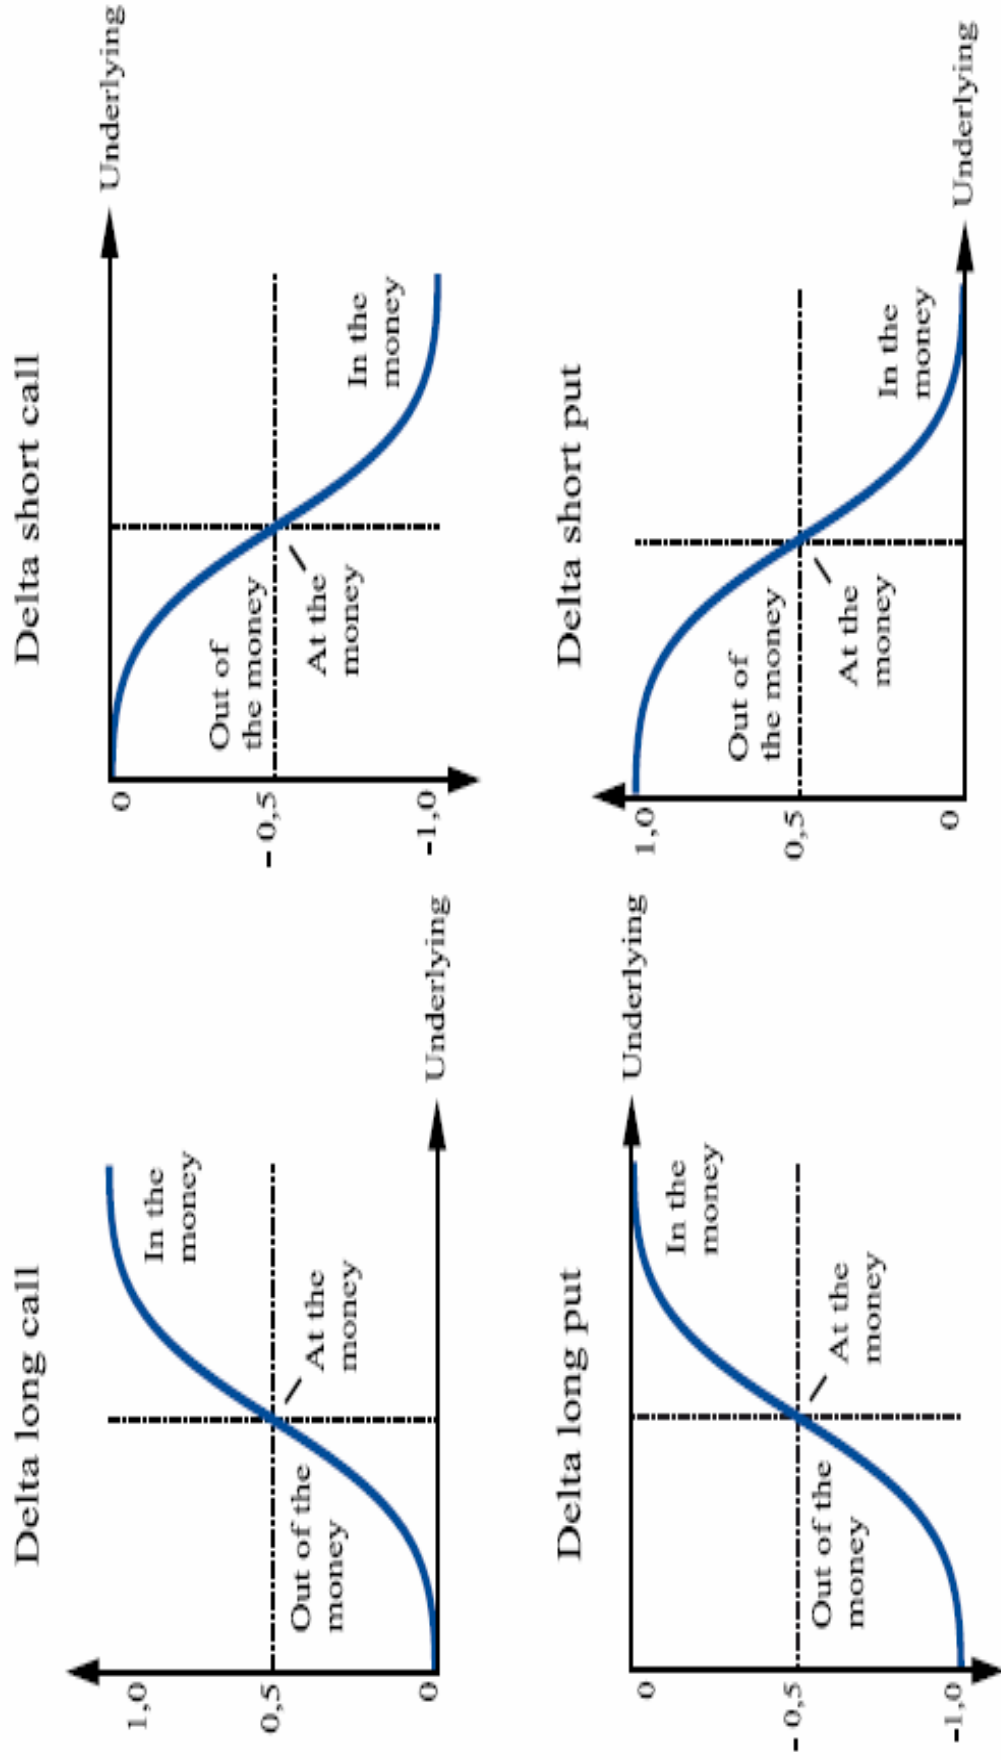 Delta long call
1,0
0,5
0
Out of the
money
At the
money
In the
money
Underlying
Delta short call
0
- 0,5
-1,0
Out of
the money
At the
money
In the
money
Underlying
Delta long put
0
- 0,5
-1,0
Out of the
money
At the
money
In the
money
Underlying
Delta short put
1,0
0,5
0
Out of
the money
At the
money
In the
money
Underlying